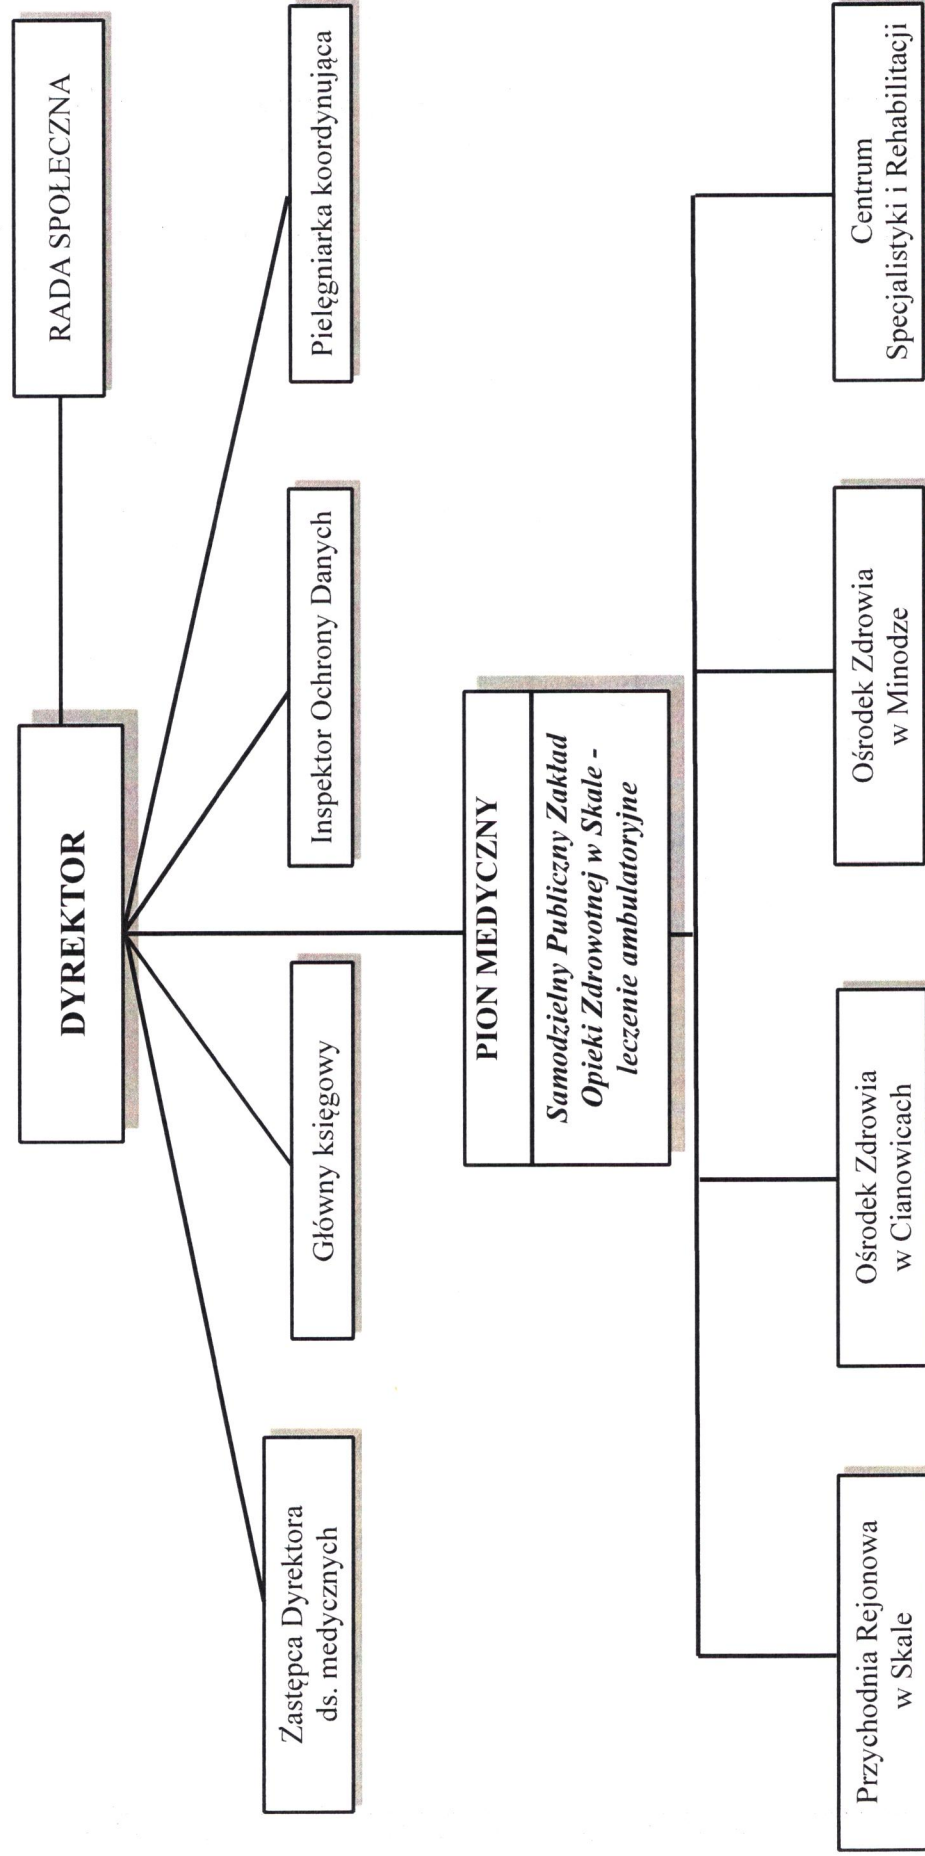 DYREKTOR
RADA SPOŁECZNA
Zastępca Dyrektora
ds. medycznych
Główny księgowy
Inspektor Ochrony Danych
Pielęgniarka koordynująca
PION MEDYCZNY
Samodzielny Publiczny Zakład
Opieki Zdrowotnej w Skale -
leczenie ambulatoryjne
Przychodnia Rejonowa
w Skale
Ośrodek Zdrowia
w Cianowicach
Ośrodek Zdrowia
w Minodze
Centrum
Specjalistyki i Rehabilitacji